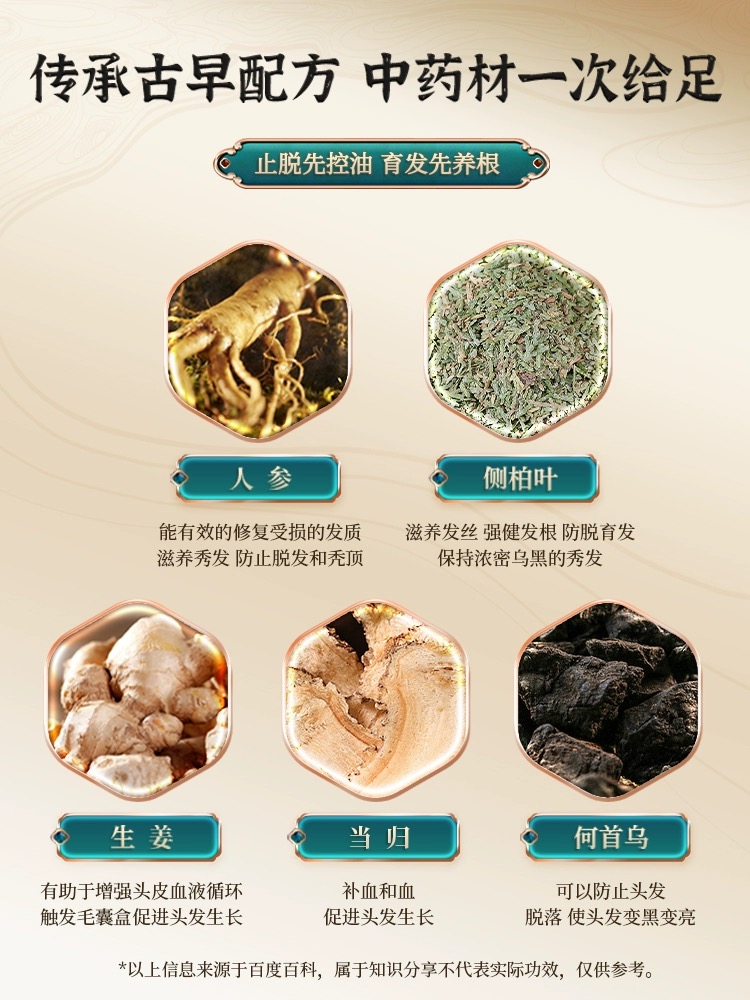 传承古早配方 中药材一次给足
止脱先控油 育发先养根
人参
侧柏叶
能有效的修复受损的发质
滋养秀发 防止脱发和秃顶
滋养发丝 强健发根 防脱育发
保持浓密乌黑的秀发
生姜
当归
何首乌
有助于增强头皮血液循环
触发毛囊盒促进头发生长
补血和血
促进头发生长
可以防止头发
脱落 使头发变黑变亮
*以上信息来源于百度百科，属于知识分享不代表实际功效，仅供参考。